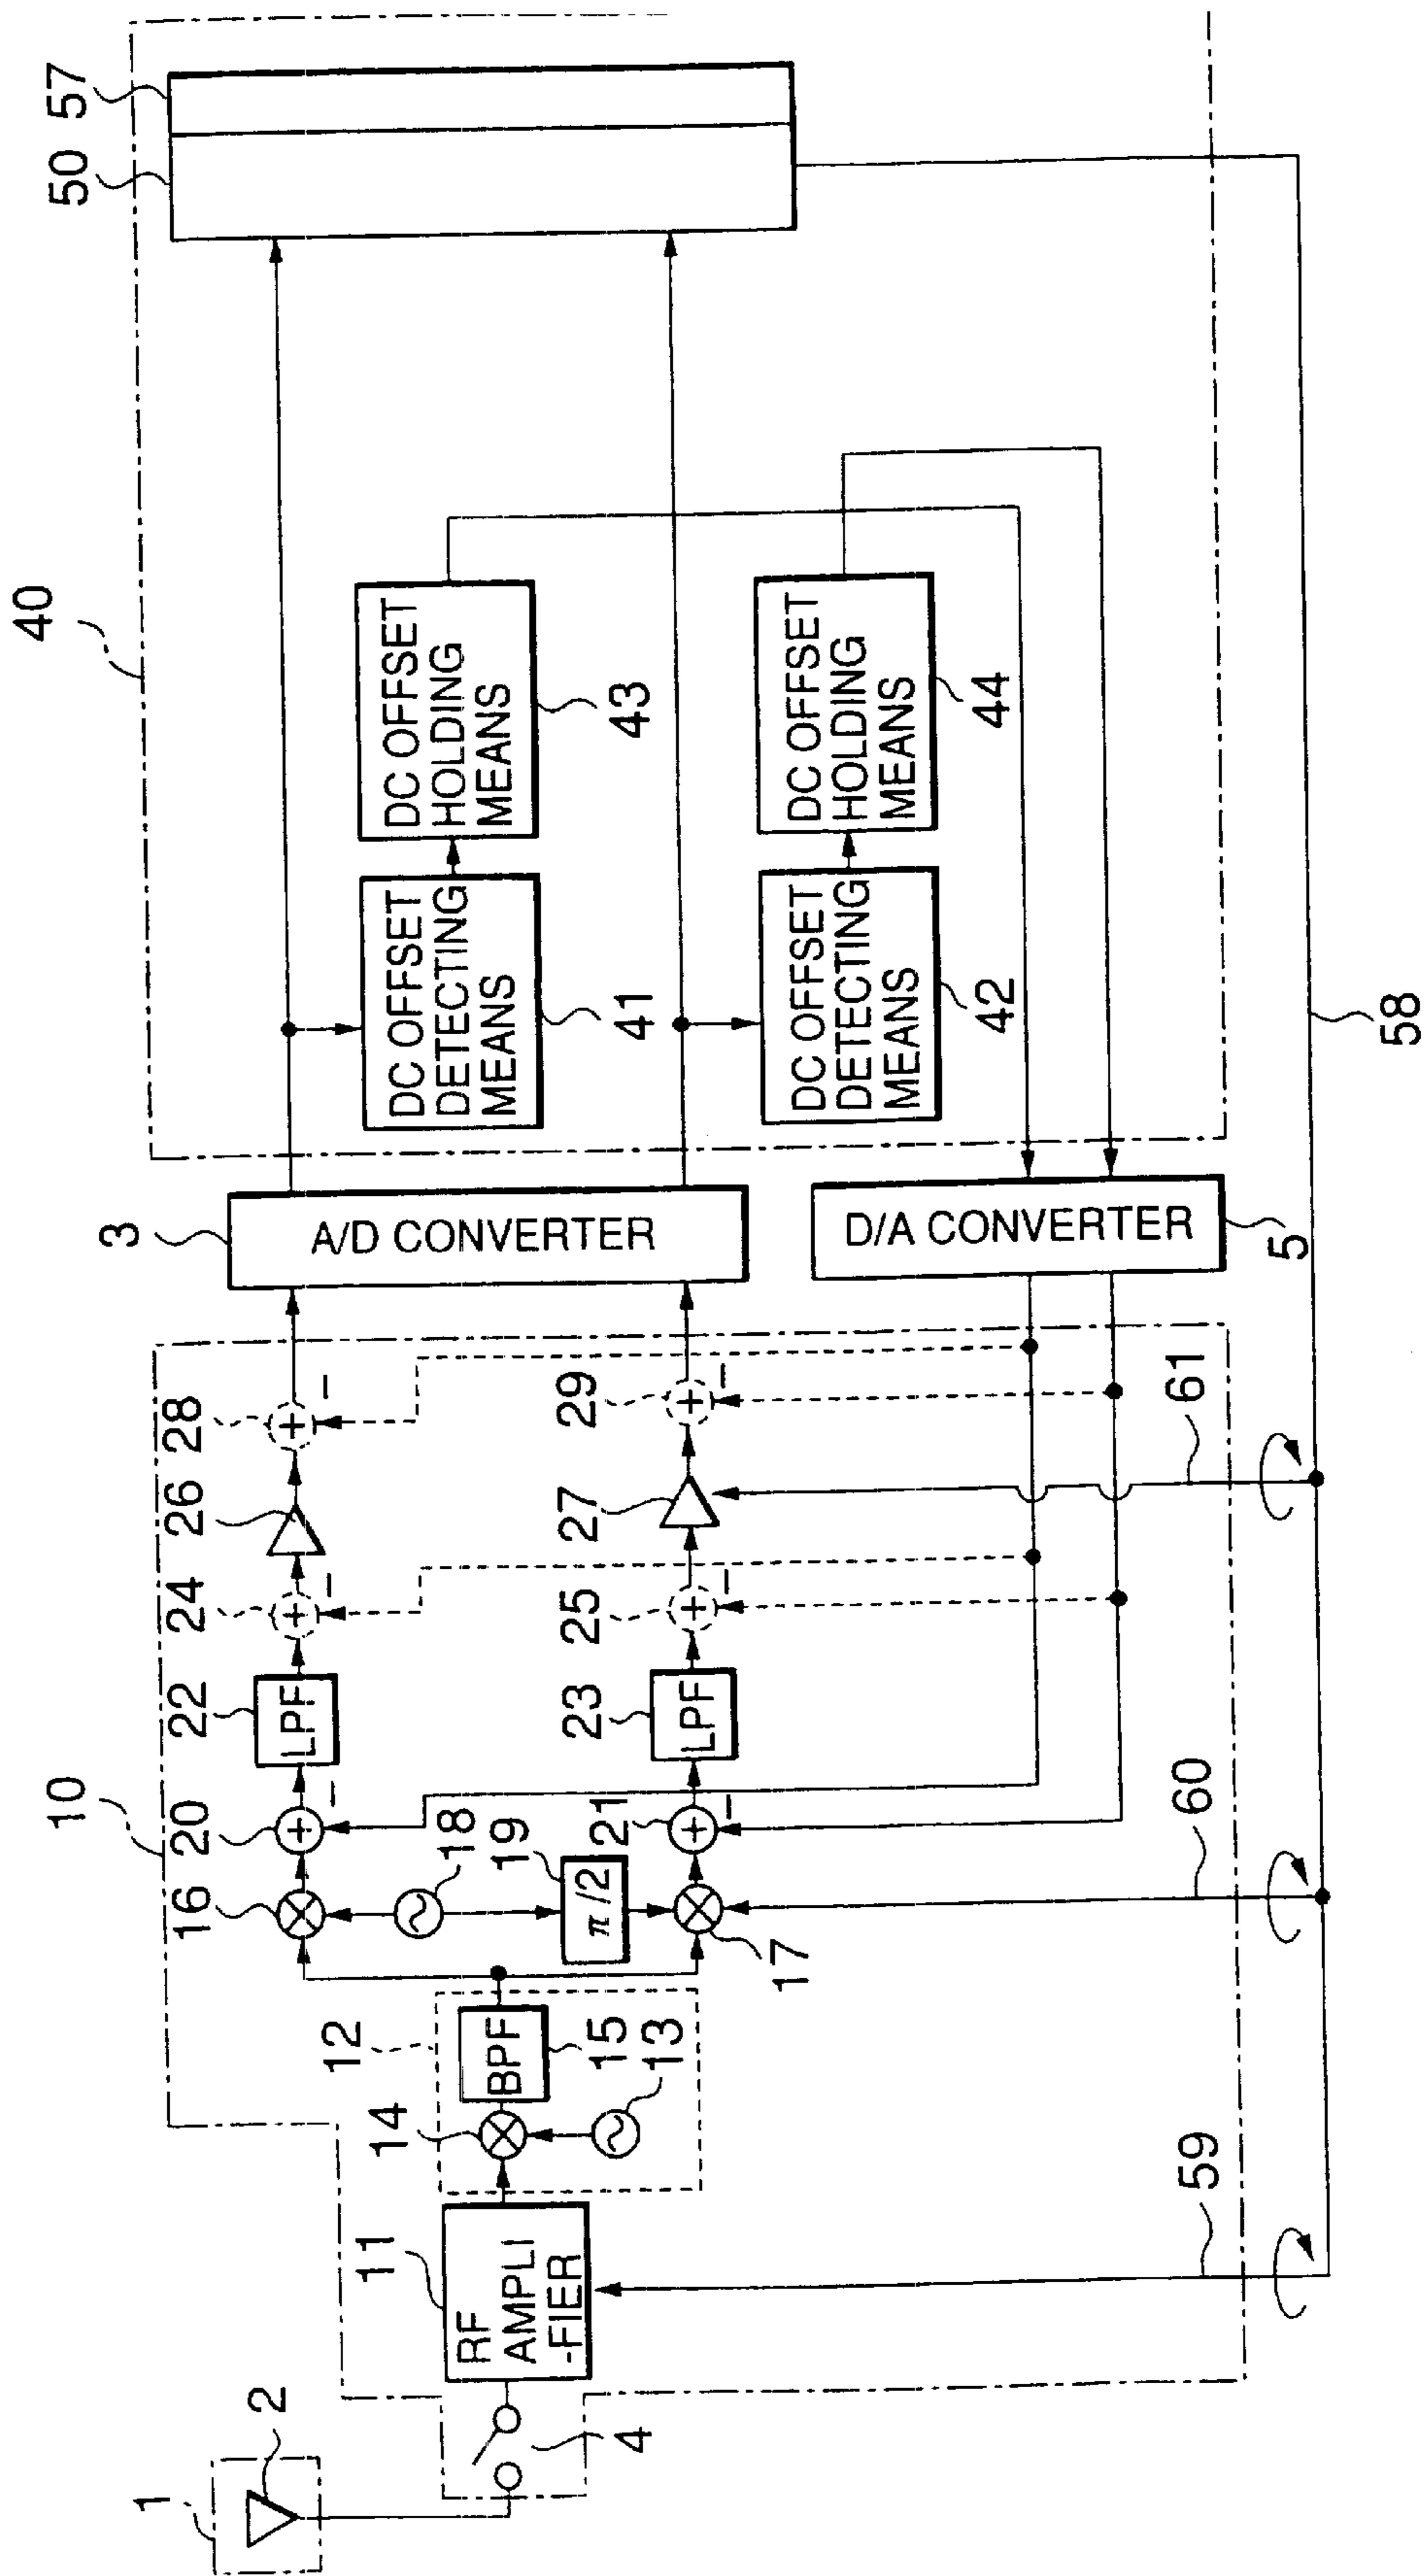 1
2
4
11
RF
AMPLI
-FIER
12
14
BPF
15
13
10
16
20
22
LPF
24
26
28
18
19
π/2
17
21
23
LPF
25
27
29
+
−
+
−
+
−
+
−
+
−
+
−
59
60
61
3
A/D CONVERTER
D/A CONVERTER
5
58
40
DC OFFSET
DETECTING
MEANS
41
DC OFFSET
HOLDING
MEANS
43
DC OFFSET
DETECTING
MEANS
42
DC OFFSET
HOLDING
MEANS
44
50
57